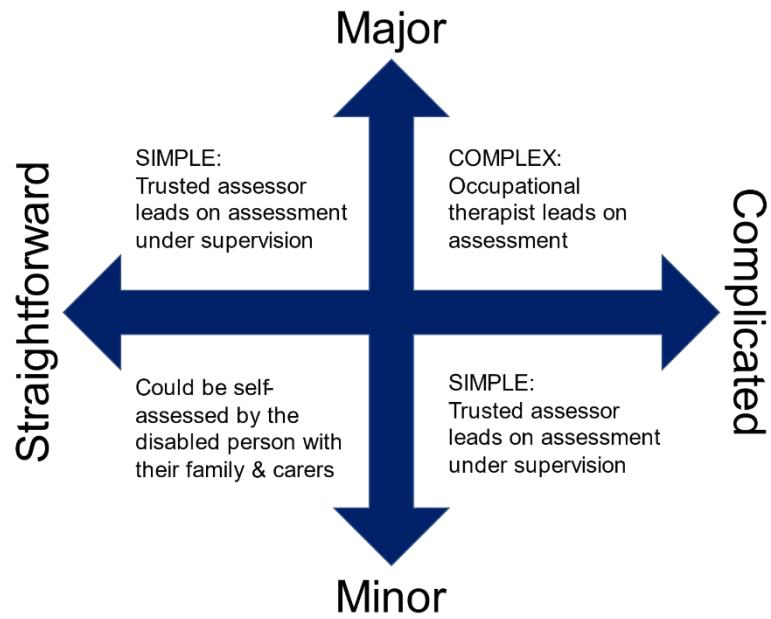 Major
SIMPLE:
Trusted assessor
leads on assessment
under supervision
COMPLEX:
Occupational
therapist leads on
assessment
Straightforward
Complicated
Could be self-
assessed by the
disabled person with
their family & carers
SIMPLE:
Trusted assessor
leads on assessment
under supervision
Minor